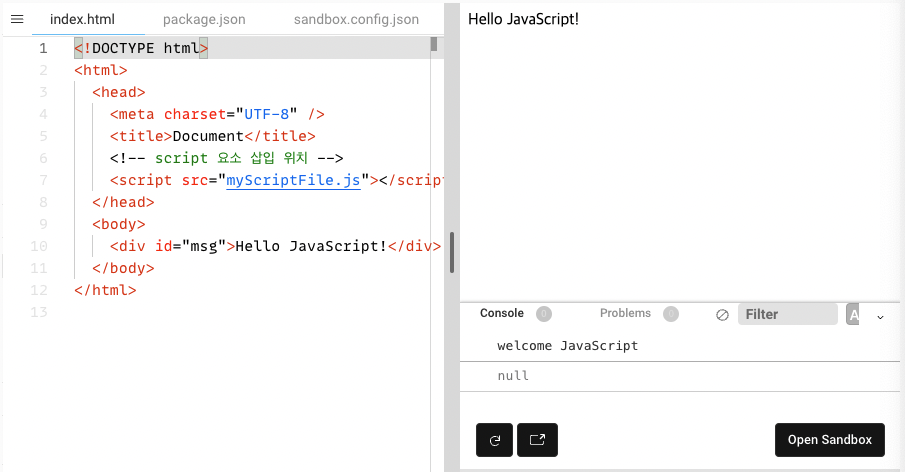 index.html package.json sandbox.config.json
1 <!DOCTYPE html>
2 <html>
3 <head>
4 <meta charset="UTF-8" />
5 <title>Document</title>
6 <!-- script 요소 삽입 위치 -->
7 <script src="myScriptFile.js"></script
8 </head>
9 <body>
10 <div id="msg">Hello JavaScript!</div>
11 </body>
12 </html>
13
Hello JavaScript!
Console 0 Problems 0 Filter A
welcome JavaScript
null
Open Sandbox